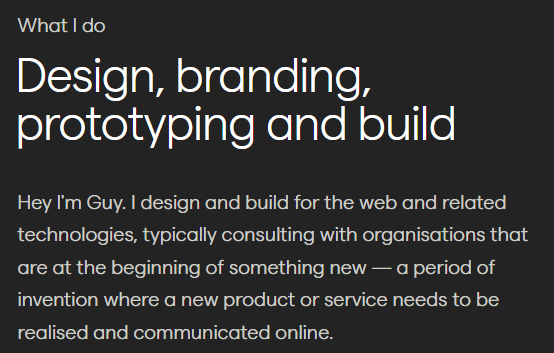 What I do
Design, branding,
prototyping and build
Hey I'm Guy. I design and build for the web and related
technologies, typically consulting with organisations that
are at the beginning of something new — a period of
invention where a new product or service needs to be
realised and communicated online.